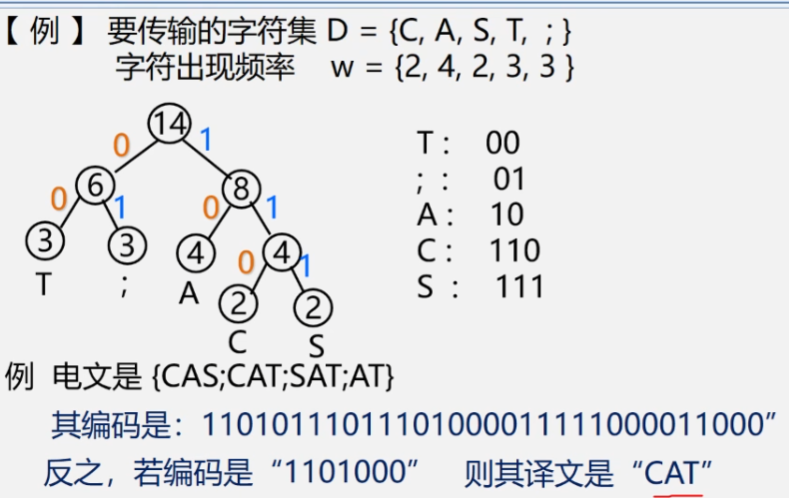 【 例 】 要传输的字符集 D = {C, A, S, T, ; }
字符出现频率 w = {2, 4, 2, 3, 3 }
14
0 1
6 8
0 1 0 1
3 3 4 4
T ; A 0 1
2 2
C S
T : 00
; : 01
A : 10
C : 110
S : 111
例 电文是 {CAS;CAT;SAT;AT}
其编码是：11010111011101000011111000011000”
反之，若编码是“1101000” 则其译文是“CAT”